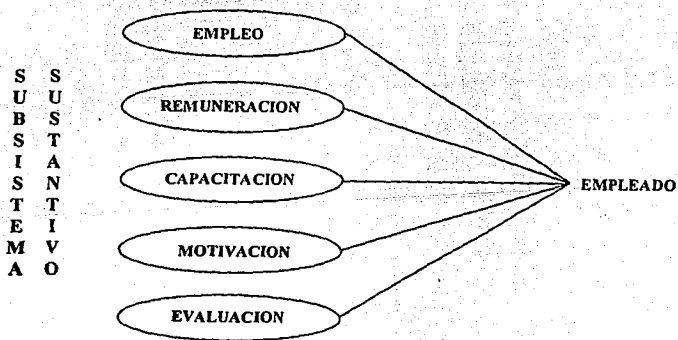 SUBSISTEMA
SUSTANTIVO
EMPLEO
REMUNERACION
CAPACITACION
MOTIVACION
EVALUACION
EMPLEADO